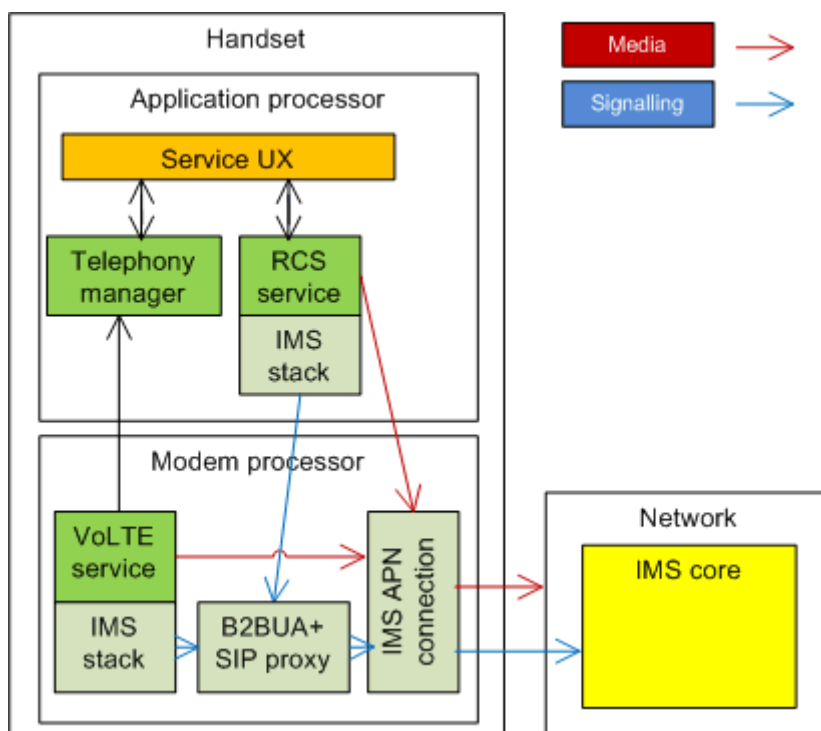 Handset
Media
Signalling
Application processor
Service UX
Telephony
manager
RCS
service
IMS
stack
Modem processor
VoLTE
service
IMS
stack
B2BUA+
SIP proxy
IMS APN
connection
Network
IMS core